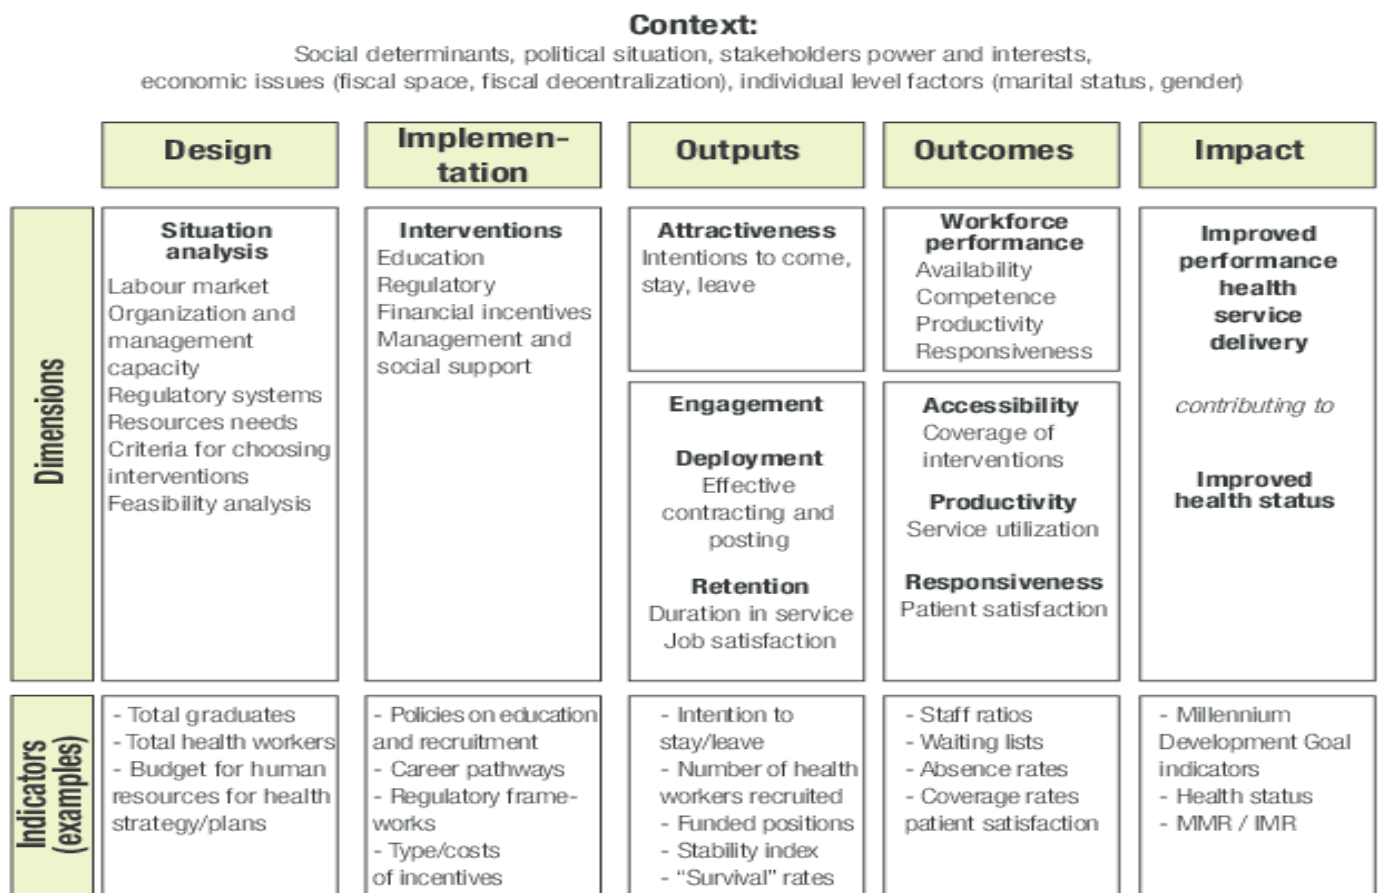 Context:
Social determinants, political situation, stakeholders power and interests,
economic issues (fiscal space, fiscal decentralization), individual level factors (marital status, gender)
Design
Implemen-
tation
Outputs
Outcomes
Impact
Dimensions
Situation
analysis
Labour market
Organization and
management
capacity
Regulatory systems
Resources needs
Criteria for choosing
interventions
Feasibility analysis
Interventions
Education
Regulatory
Financial incentives
Management and
social support
Attractiveness
Intentions to come,
stay, leave
Engagement
Deployment
Effective
contracting and
posting
Retention
Duration in service
Job satisfaction
Workforce
performance
Availability
Competence
Productivity
Responsiveness
Accessibility
Coverage of
interventions
Productivity
Service utilization
Responsiveness
Patient satisfaction
Improved
performance
health
service
delivery
contributing to
Improved
health status
Indicators
(examples)
- Total graduates
- Total health workers
- Budget for human
resources for health
strategy/plans
- Policies on education
and recruitment
- Career pathways
- Regulatory frame-
works
- Type/costs
of incentives
- Intention to
stay/leave
- Number of health
workers recruited
- Funded positions
- Stability index
- “Survival” rates
- Staff ratios
- Waiting lists
- Absence rates
- Coverage rates
patient satisfaction
- Millennium
Development Goal
indicators
- Health status
- MMR / IMR